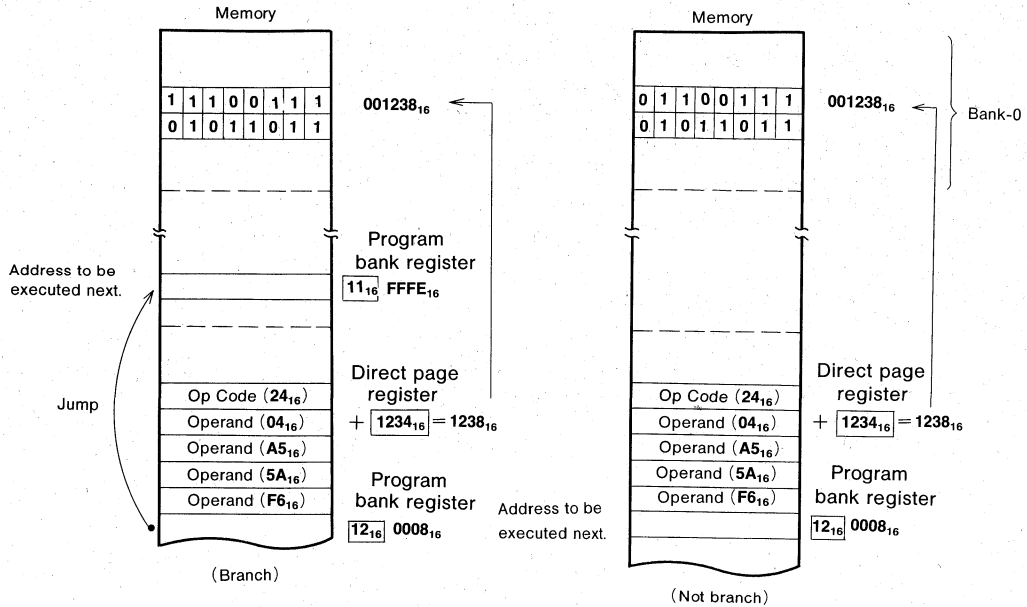 Memory
1 1 1 0 0 1 1 1
0 1 0 1 1 0 1 1
001238₁₆
Program
bank register
11₁₆ FFFE₁₆
Address to be
executed next.
Jump
Direct page
register
Op Code (24₁₆)
Operand (04₁₆)
+ 1234₁₆ = 1238₁₆
Operand (A5₁₆)
Operand (5A₁₆)
Operand (F6₁₆)
Program
bank register
12₁₆ 0008₁₆
(Branch)
Memory
0 1 1 0 0 1 1 1
0 1 0 1 1 0 1 1
001238₁₆
Bank-0
Direct page
register
Op Code (24₁₆)
Operand (04₁₆)
+ 1234₁₆ = 1238₁₆
Operand (A5₁₆)
Operand (5A₁₆)
Operand (F6₁₆)
Program
bank register
12₁₆ 0008₁₆
Address to be
executed next.
(Not branch)